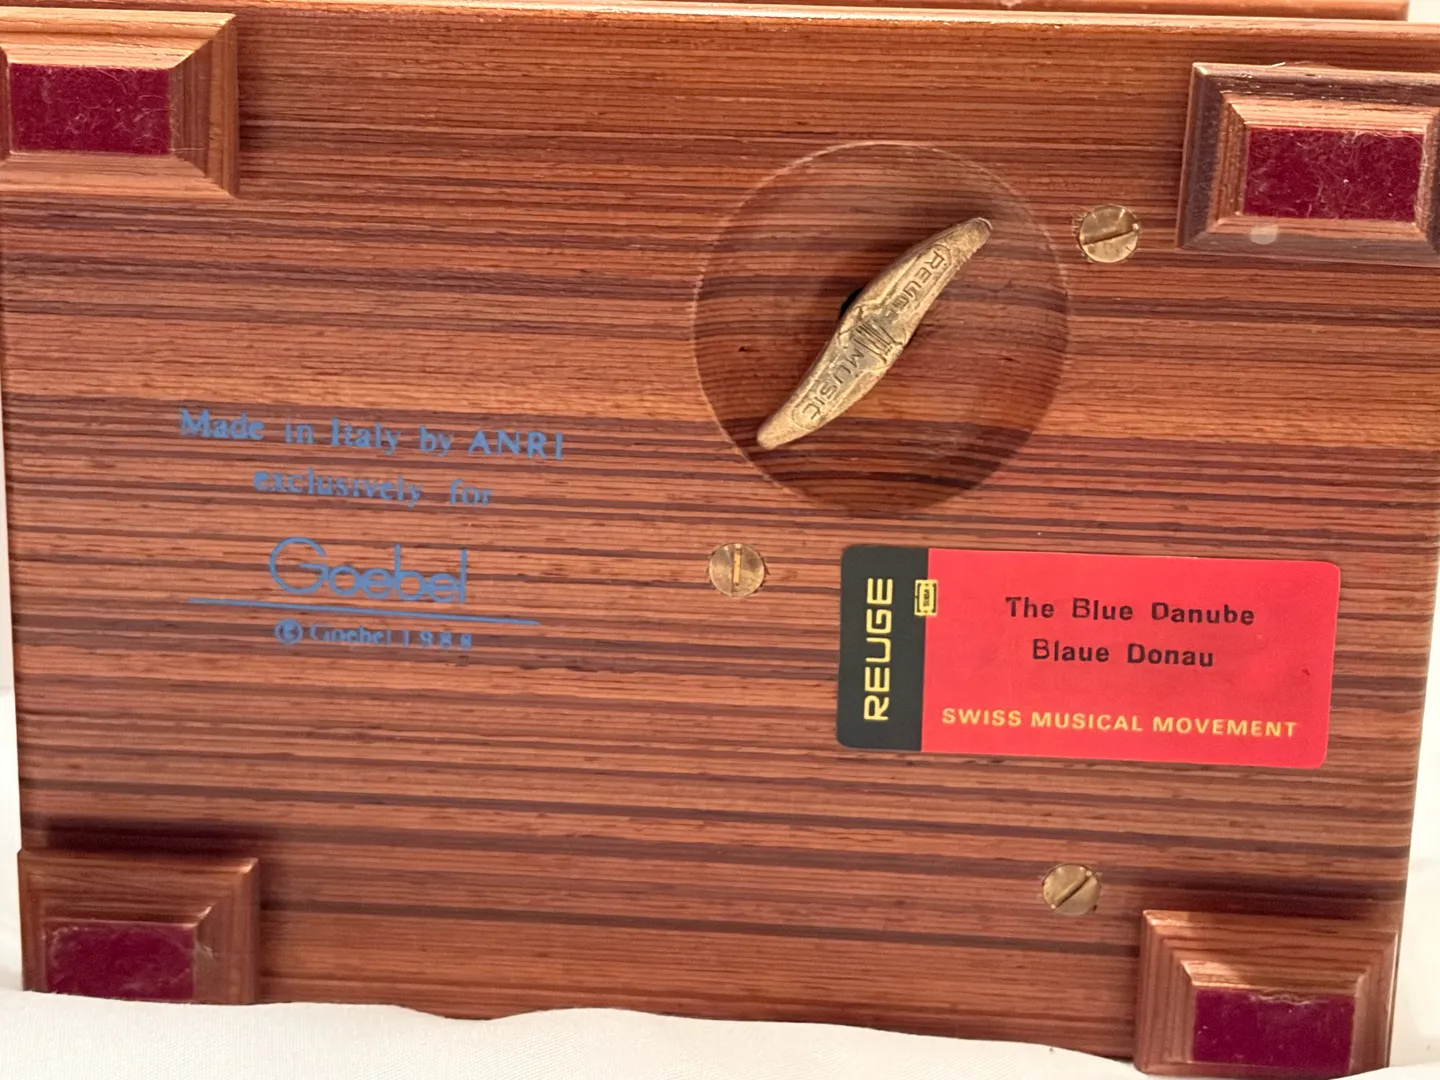 REUGE
MUSIC
Made in Italy by ANRI
exclusively for
Goebel
© Goebel 1988
REUGE
The Blue Danube
Blaue Donau
SWISS MUSICAL MOVEMENT